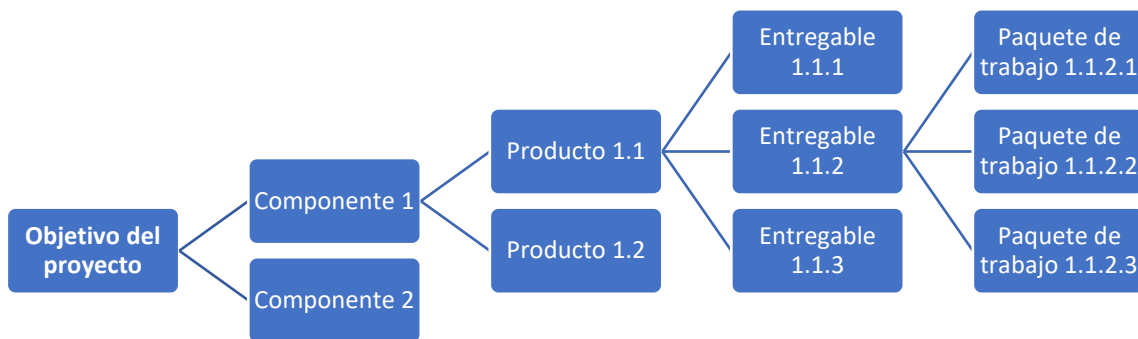 Objetivo del
proyecto
Componente 1
Componente 2
Producto 1.1
Producto 1.2
Entregable
1.1.1
Entregable
1.1.2
Entregable
1.1.3
Paquete de
trabajo 1.1.2.1
Paquete de
trabajo 1.1.2.2
Paquete de
trabajo 1.1.2.3